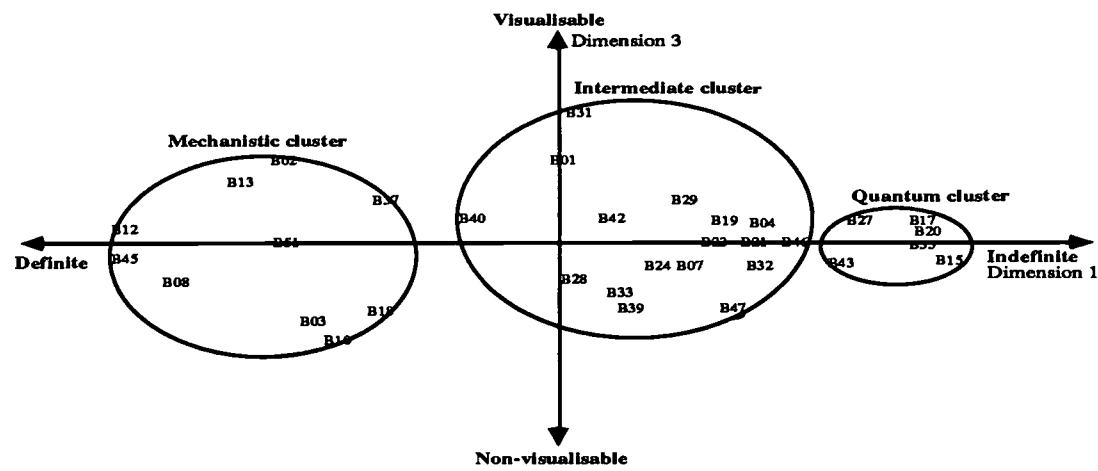 Visualisable
Dimension 3
Intermediate cluster
B31
Mechanistic cluster
B02
B01
B13
Quantum cluster
B37
B29
B40
B42
B19
B04
B27
B17
B12
B20
B51
B21
B46
Definite
B45
B43
B15
Indefinite
B24
B07
B32
Dimension 1
B08
B28
B33
B03
B18
B39
B47
Non-visualisable